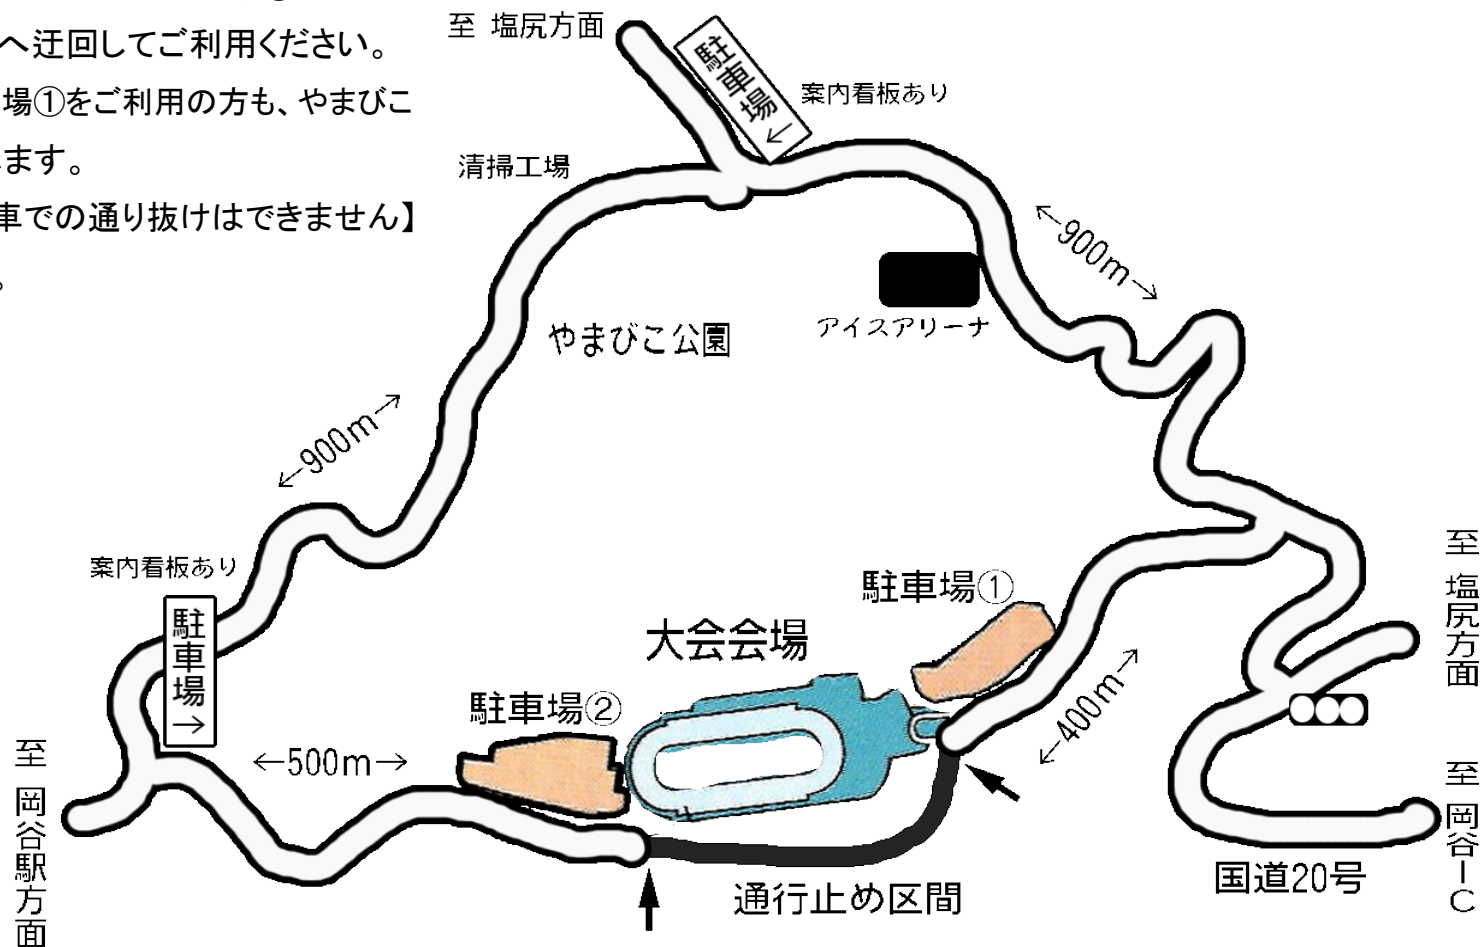 へ迂回してご利用ください。
場①をご利用の方も、やまびこ
ます。
車での通り抜けはできません】
。
至 塩尻方面
駐車場←
案内看板あり
清掃工場
←900m→
アイスアリーナ
やまびこ公園
←900m→
案内看板あり
駐車場→
至 塩尻方面
駐車場①
大会会場
駐車場②
←400m→
←500m→
至 岡谷駅方面
至 岡谷IC
国道20号
通行止め区間